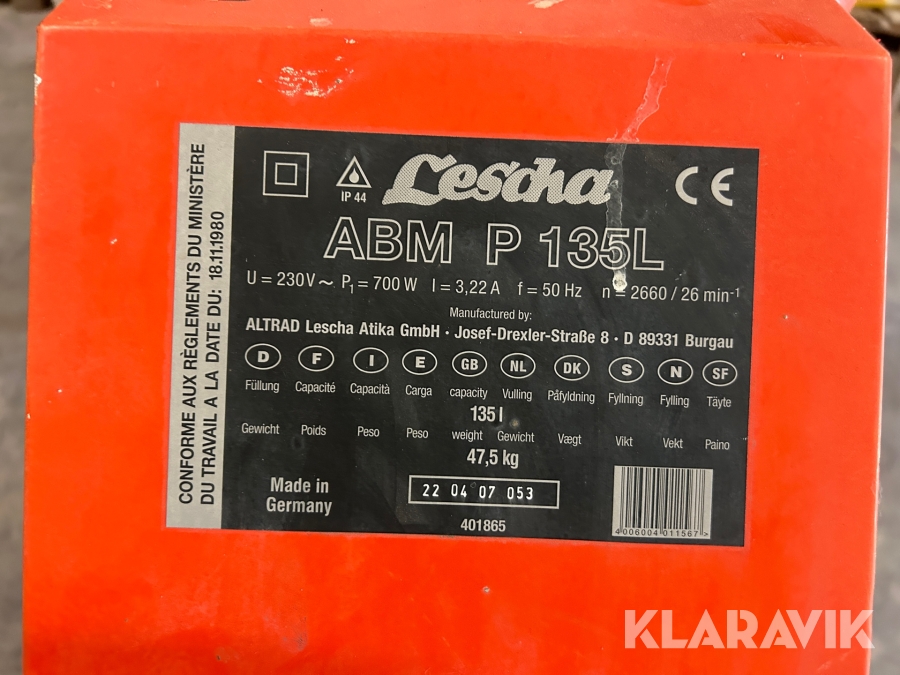 CONFORME AUX RÈGLEMENTS DU MINISTÈRE
DU TRAVAIL A LA DATE DU: 18.11.1980
IP 44
Lescha
CE
ABM P 135L
U = 230V ~ P1 = 700 W I = 3,22 A f = 50 Hz n = 2660 / 26 min-1
Manufactured by:
ALTRAD Lescha Atika GmbH · Josef-Drexler-Straße 8 · D 89331 Burgau
D F I E GB NL DK S N SF
Füllung Capacité Capacità Carga capacity Vulling Påfyldning Fyllning Fylling Täyte
135 l
Gewicht Poids Peso Peso weight Gewicht Vægt Vikt Vekt Paino
47,5 kg
Made in
Germany
22 04 07 053
401865
4006004 011567>
KLARAVIK